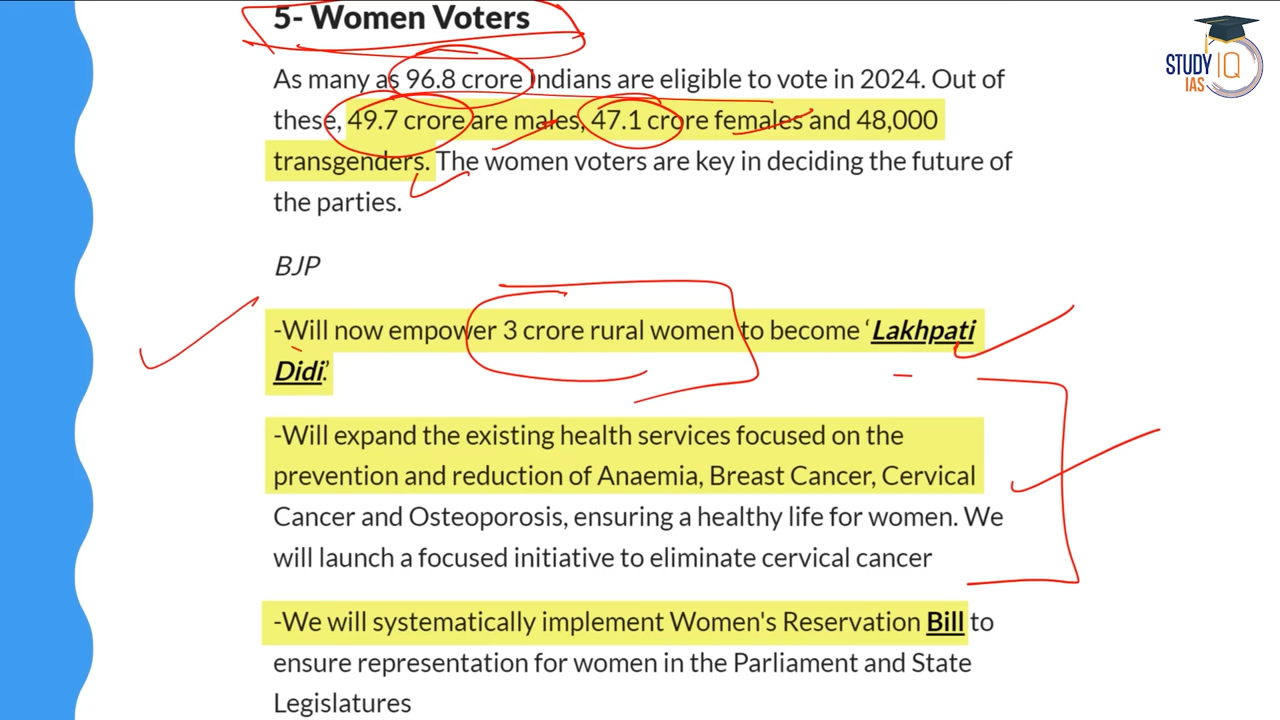 5- Women Voters
STUDY IQ
IAS
As many as 96.8 crore Indians are eligible to vote in 2024. Out of
these, 49.7 crore are males, 47.1 crore females and 48,000
transgenders. The women voters are key in deciding the future of
the parties.
BJP
-Will now empower 3 crore rural women to become ‘Lakhpati
Didi’.
-Will expand the existing health services focused on the
prevention and reduction of Anaemia, Breast Cancer, Cervical
Cancer and Osteoporosis, ensuring a healthy life for women. We
will launch a focused initiative to eliminate cervical cancer
-We will systematically implement Women's Reservation Bill to
ensure representation for women in the Parliament and State
Legislatures